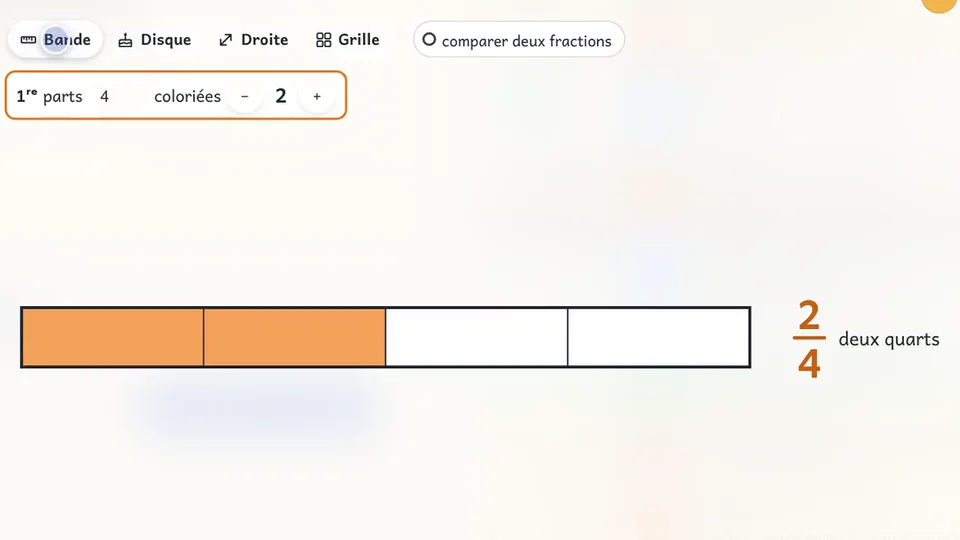 Bande Disque Droite Grille comparer deux fractions
1re parts 4 coloriées − 2 +
2
4
deux quarts